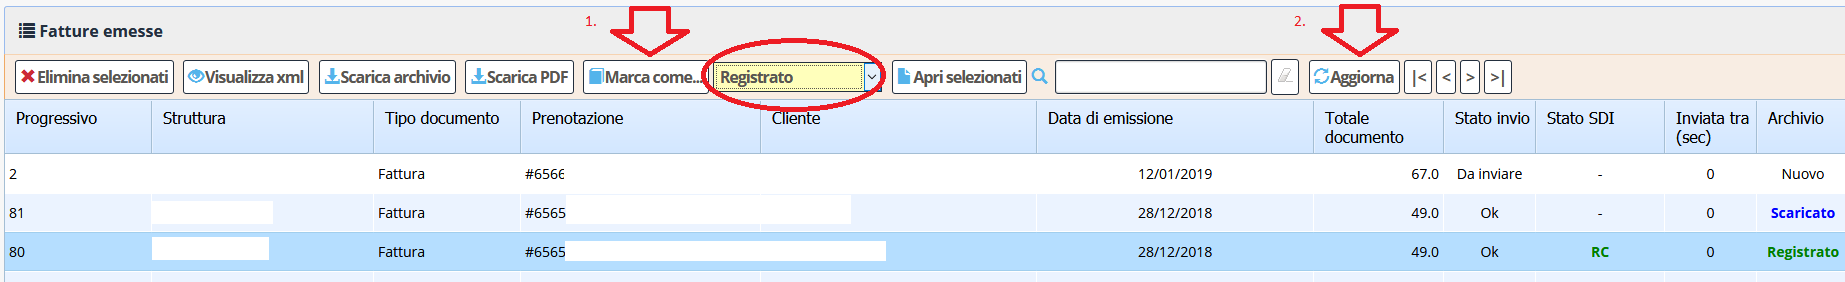 1.
2.
Fatture emesse
Elimina selezionati Visualizza xml Scarica archivio Scarica PDF Marca come... Registrato Apri selezionati Aggiorna |< < > >|
Progressivo Struttura Tipo documento Prenotazione Cliente Data di emissione Totale documento Stato invio Stato SDI Inviata tra (sec) Archivio
2 Fattura #6566 12/01/2019 67.0 Da inviare - 0 Nuovo
81 Fattura #6565 28/12/2018 49.0 Ok - 0 Scaricato
80 Fattura #6565 28/12/2018 49.0 Ok RC 0 Registrato